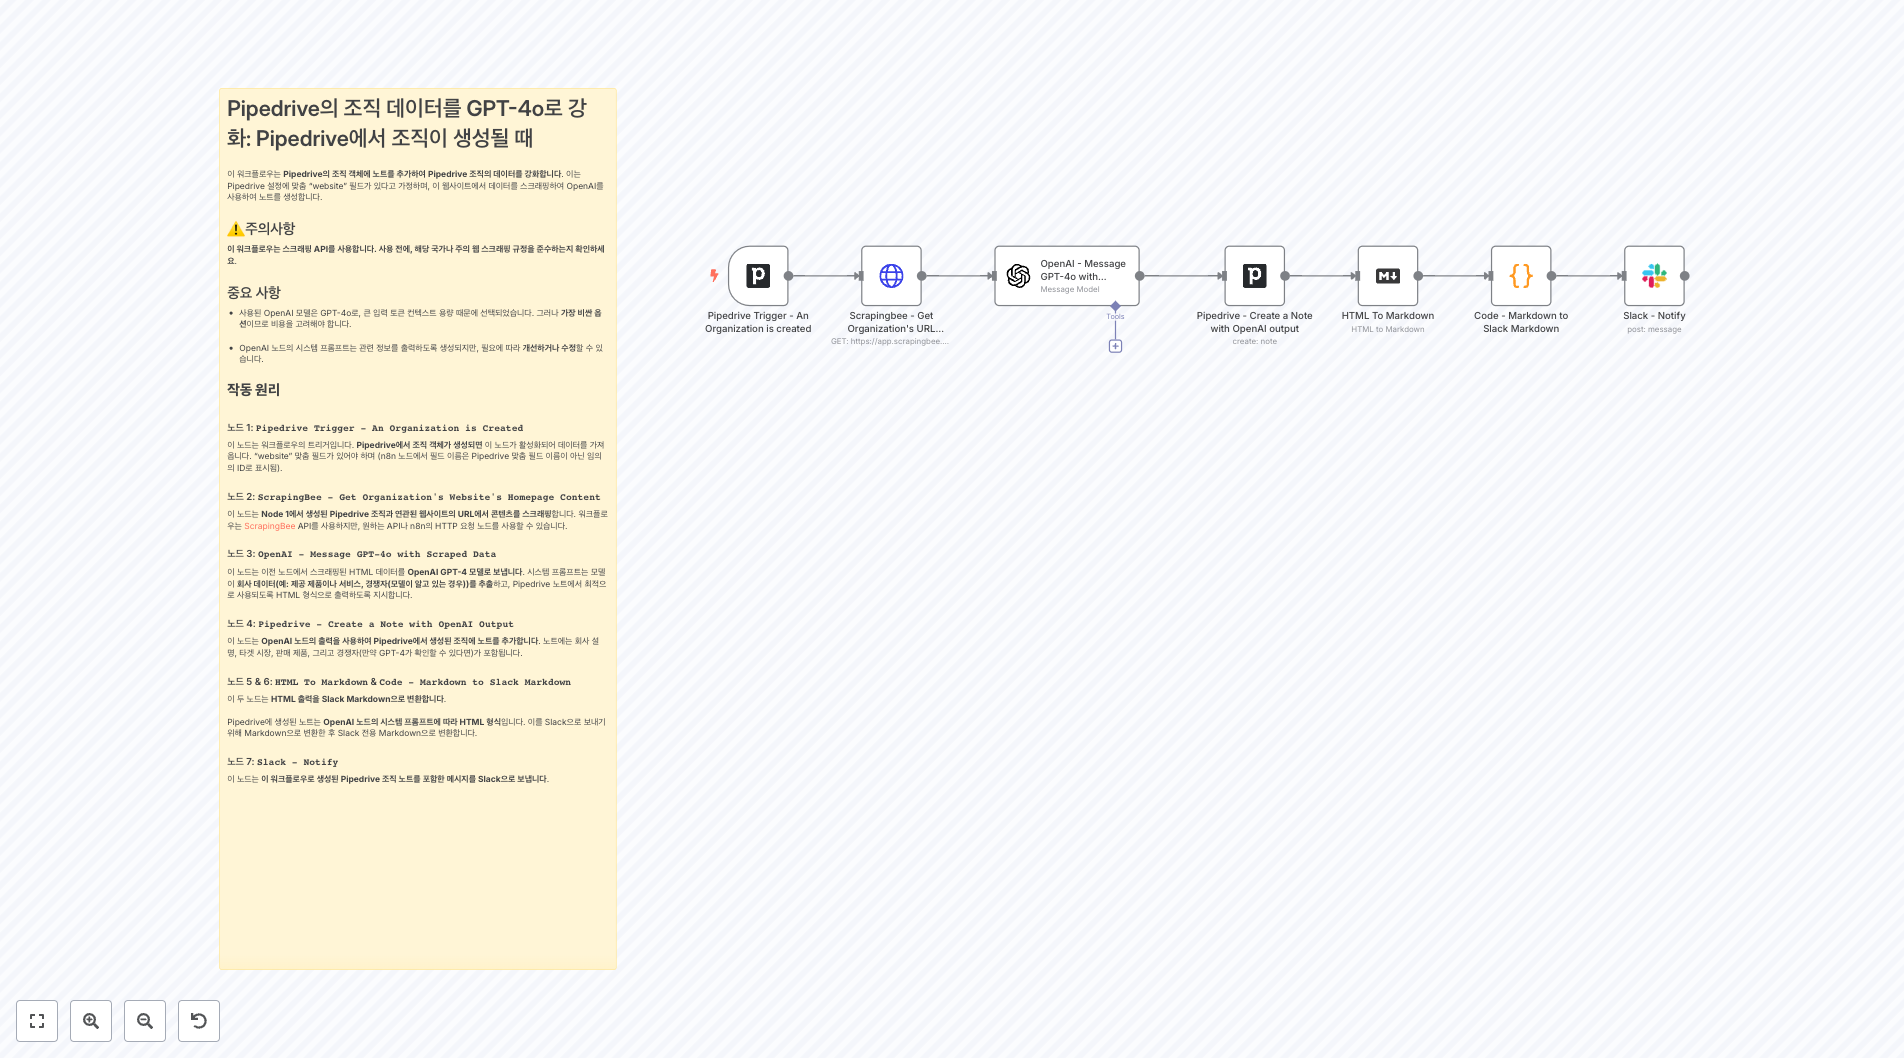 Pipedrive의 조직 데이터를 GPT-4o로 강
화: Pipedrive에서 조직이 생성될 때
이 워크플로우는 Pipedrive의 조직 객체에 노트를 추가하여 Pipedrive 조직의 데이터를 강화합니다. 이는
Pipedrive 설정에 맞춤 “website” 필드가 있다고 가정하며, 이 웹사이트에서 데이터를 스크래핑하여 OpenAI를
사용하여 노트를 생성합니다.
⚠️주의사항
이 워크플로우는 스크래핑 API를 사용합니다. 사용 전에, 해당 국가나 주의 웹 스크래핑 규정을 준수하는지 확인하세
요.
중요 사항
• 사용된 OpenAI 모델은 GPT-4o로, 큰 입력 토큰 컨텍스트 용량 때문에 선택되었습니다. 그러나 가장 비싼 옵
션이므로 비용을 고려해야 합니다.
• OpenAI 노드의 시스템 프롬프트는 관련 정보를 출력하도록 생성되지만, 필요에 따라 개선하거나 수정할 수 있
습니다.
작동 원리
노드 1: Pipedrive Trigger - An Organization is Created
이 노드는 워크플로우의 트리거입니다. Pipedrive에서 조직 객체가 생성되면 이 노드가 활성화되어 데이터를 가져
옵니다. “website” 맞춤 필드가 있어야 하며 (n8n 노드에서 필드 이름은 Pipedrive 맞춤 필드 이름이 아닌 임의
의 ID로 표시됨).
노드 2: ScrapingBee - Get Organization's Website's Homepage Content
이 노드는 Node 1에서 생성된 Pipedrive 조직과 연관된 웹사이트의 URL에서 콘텐츠를 스크래핑합니다. 워크플로
우는 ScrapingBee API를 사용하지만, 원하는 API나 n8n의 HTTP 요청 노드를 사용할 수 있습니다.
노드 3: OpenAI - Message GPT-4o with Scraped Data
이 노드는 이전 노드에서 스크래핑된 HTML 데이터를 OpenAI GPT-4 모델로 보냅니다. 시스템 프롬프트는 모델
이 회사 데이터(예: 제공 제품이나 서비스, 경쟁자(모델이 알고 있는 경우))를 추출하고, Pipedrive 노트에서 최적으
로 사용되도록 HTML 형식으로 출력하도록 지시합니다.
노드 4: Pipedrive - Create a Note with OpenAI Output
이 노드는 OpenAI 노드의 출력을 사용하여 Pipedrive에서 생성된 조직에 노트를 추가합니다. 노트에는 회사 설
명, 타겟 시장, 판매 제품, 그리고 경쟁자(만약 GPT-4가 확인할 수 있다면)가 포함됩니다.
노드 5 & 6: HTML To Markdown & Code - Markdown to Slack Markdown
이 두 노드는 HTML 출력을 Slack Markdown으로 변환합니다.
Pipedrive에 생성된 노트는 OpenAI 노드의 시스템 프롬프트에 따라 HTML 형식입니다. 이를 Slack으로 보내기
위해 Markdown으로 변환한 후 Slack 전용 Markdown으로 변환합니다.
노드 7: Slack - Notify
이 노드는 이 워크플로우로 생성된 Pipedrive 조직 노트를 포함한 메시지를 Slack으로 보냅니다.
Pipedrive Trigger - An
Organization is created
Scrapingbee - Get
Organization's URL...
GET: https://app.scrapingbee....
OpenAI - Message
GPT-4o with...
Message Model
Tools
Pipedrive - Create a Note
with OpenAI output
create: note
HTML To Markdown
HTML to Markdown
Code - Markdown to
Slack Markdown
Slack - Notify
post: message